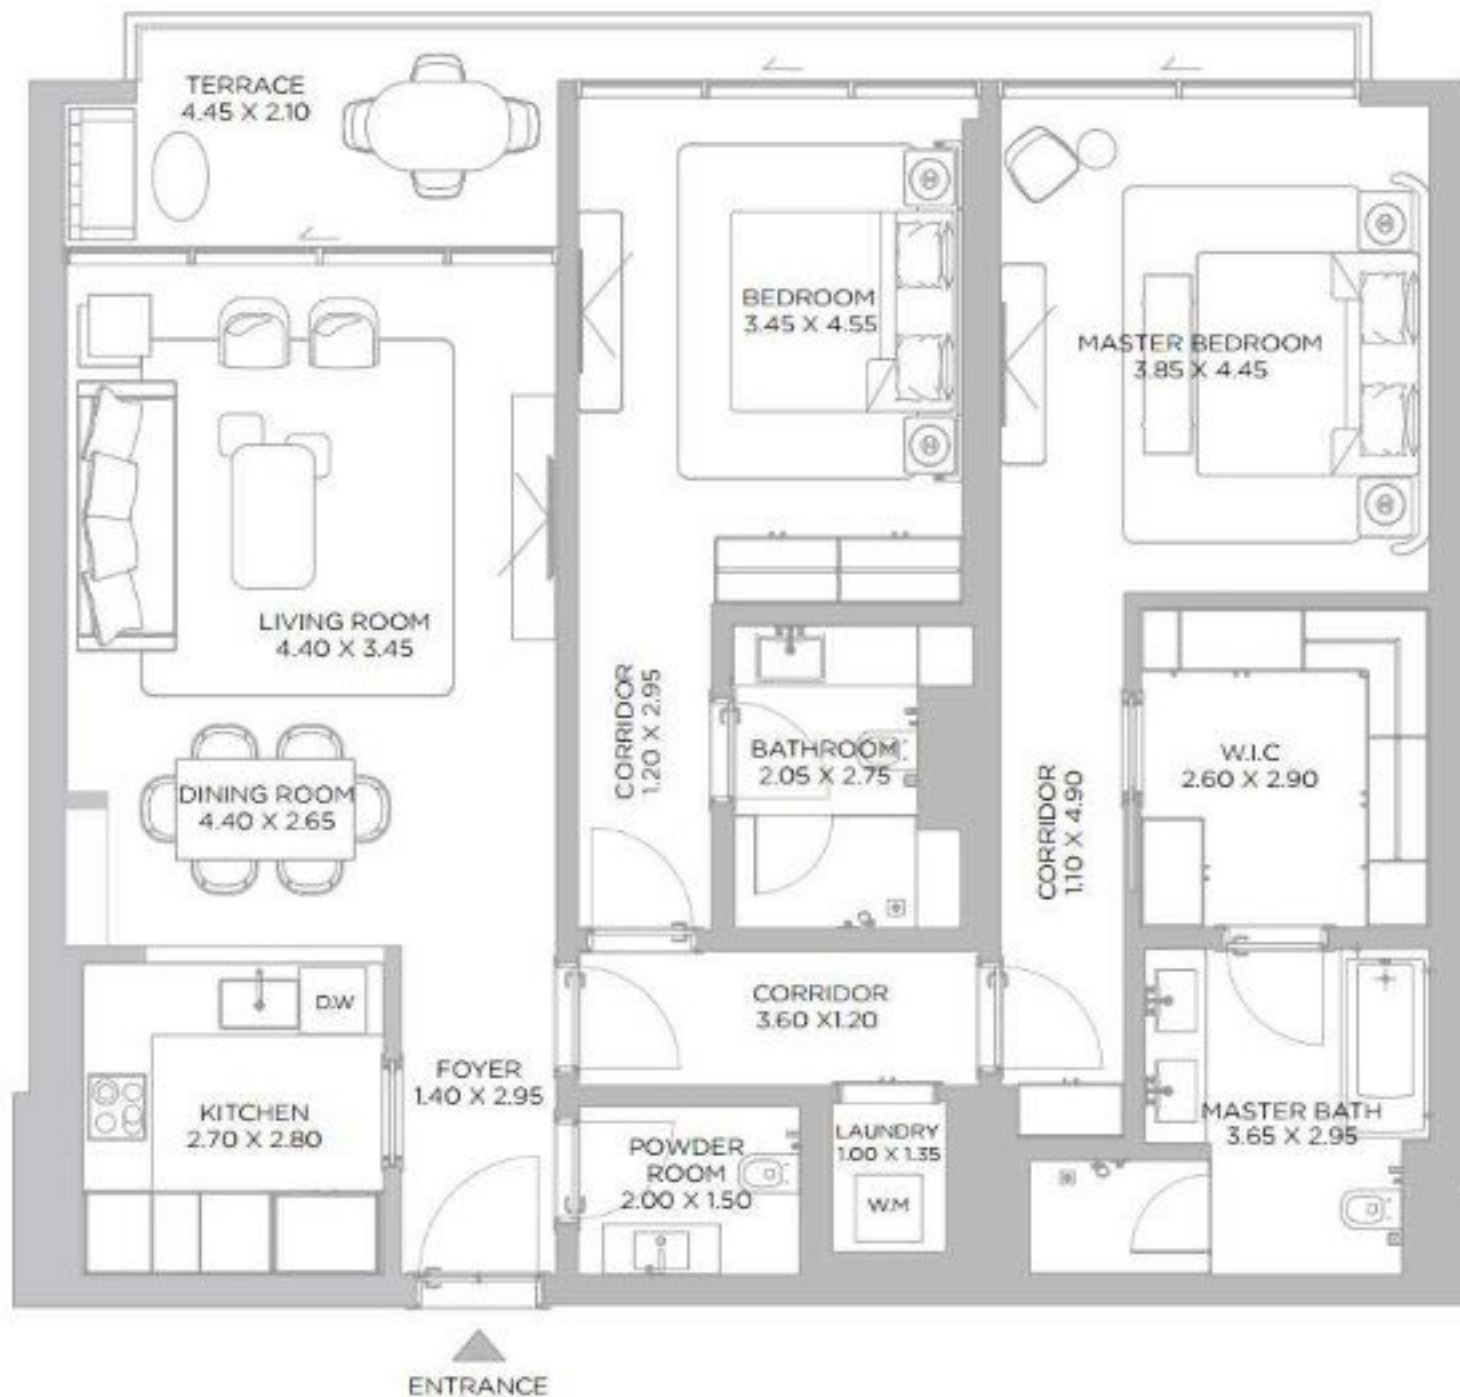 TERRACE
4.45 X 2.10
BEDROOM
3.45 X 4.55
MASTER BEDROOM
3.85 X 4.45
LIVING ROOM
4.40 X 3.45
CORRIDOR
1.20 X 2.95
BATHROOM
2.05 X 2.75
CORRIDOR
1.10 X 4.90
W.I.C
2.60 X 2.90
DINING ROOM
4.40 X 2.65
D.W
CORRIDOR
3.60 X1.20
FOYER
1.40 X 2.95
KITCHEN
2.70 X 2.80
POWDER
ROOM
2.00 X 1.50
LAUNDRY
1.00 X 1.35
W.M
MASTER BATH
3.65 X 2.95
ENTRANCE